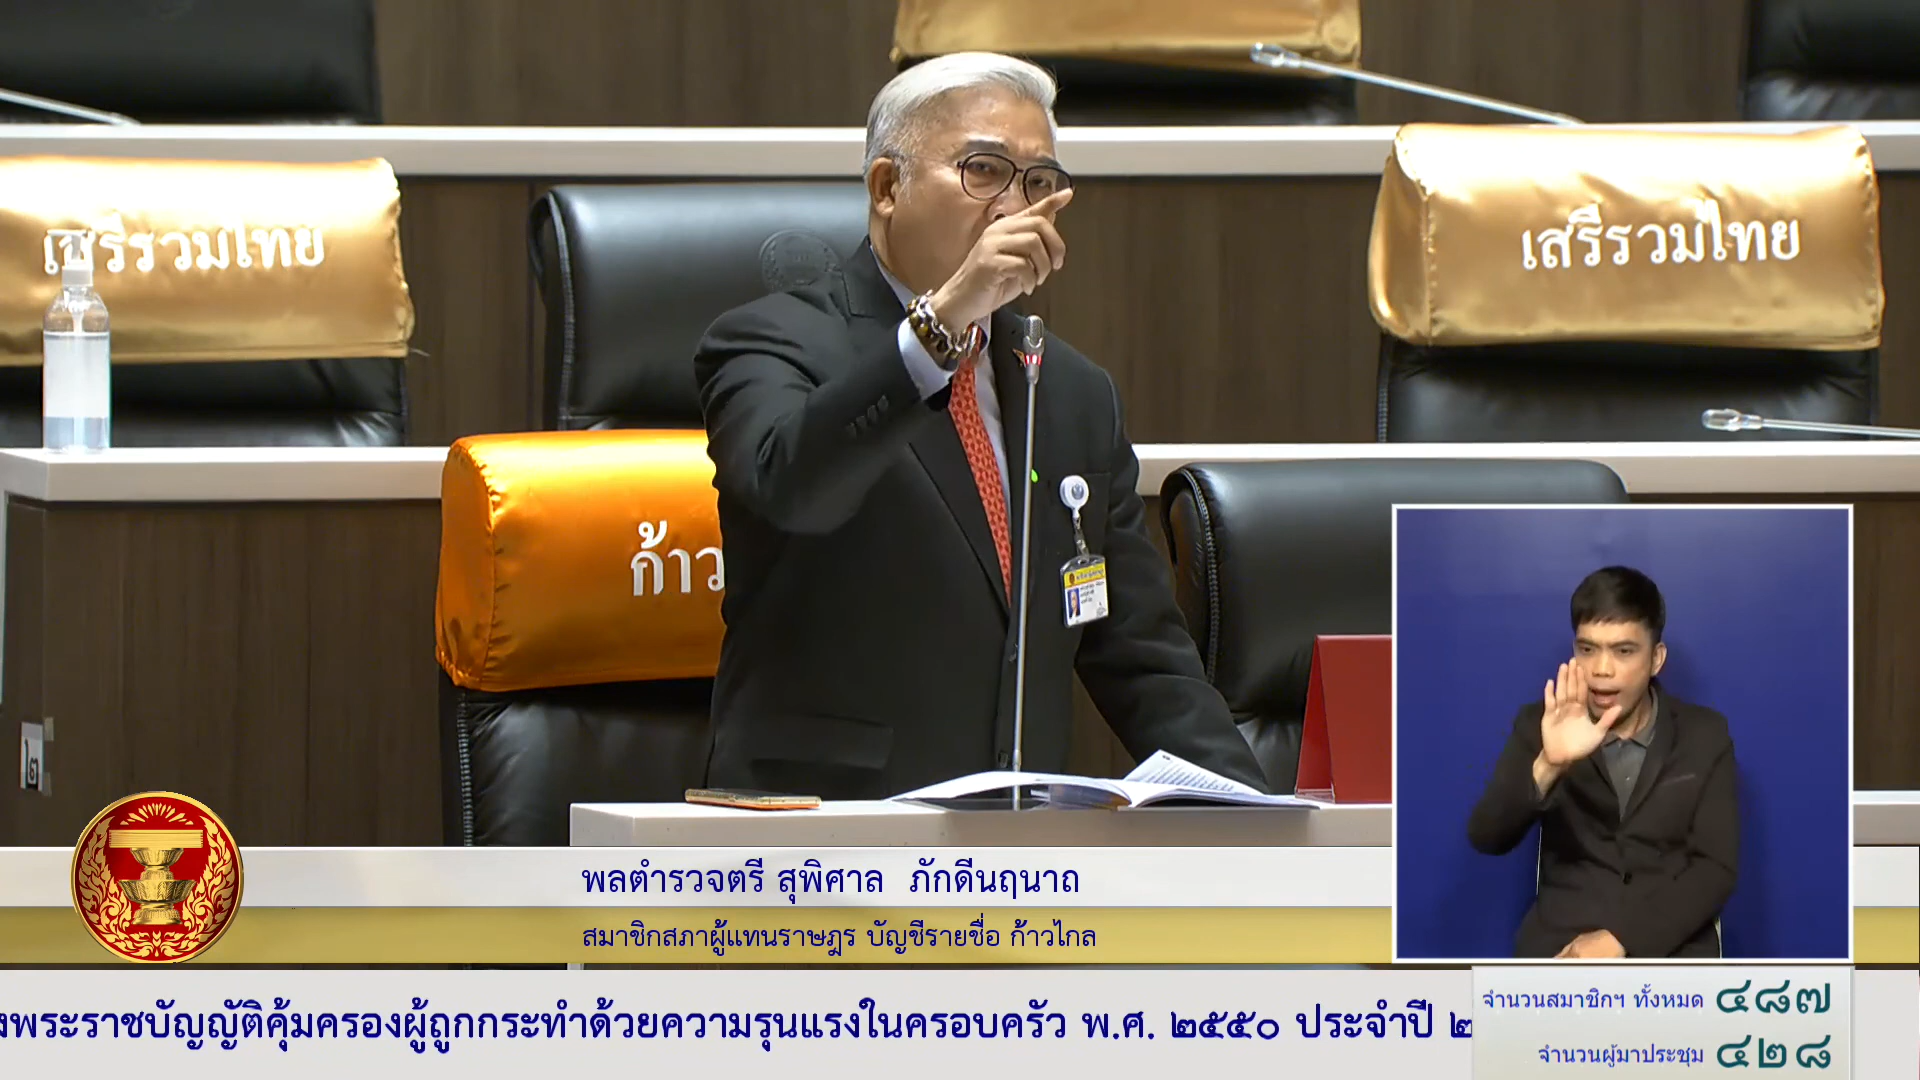 เสรีรวมไทย
เสรีรวมไทย
ก้าว
๒
พลตำรวจตรี สุพิศาล ภักดีนฤนาถ
สมาชิกสภาผู้แทนราษฎร บัญชีรายชื่อ ก้าวไกล
งพระราชบัญญัติคุ้มครองผู้ถูกกระทำด้วยความรุนแรงในครอบครัว พ.ศ. ๒๕๕๐ ประจำปี ๒
จำนวนสมาชิกฯ ทั้งหมด ๔๘๗
จำนวนผู้มาประชุม ๔๒๘